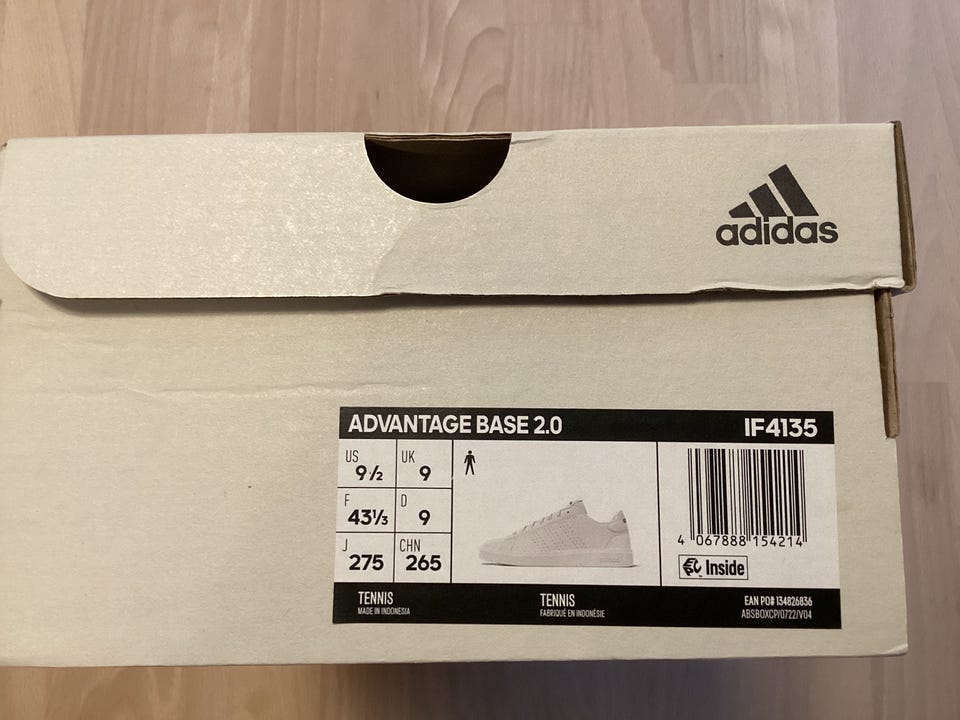 adidas
ADVANTAGE BASE 2.0 IF4135
US 9½ UK 9
F 43⅓ D 9
J 275 CHN 265
4 067888 154214
Inside
TENNIS
MADE IN INDONESIA
TENNIS
FABRIQUÉ EN INDONÉSIE
EAN PO# 134826836
ABSBOXCP/0722/V04